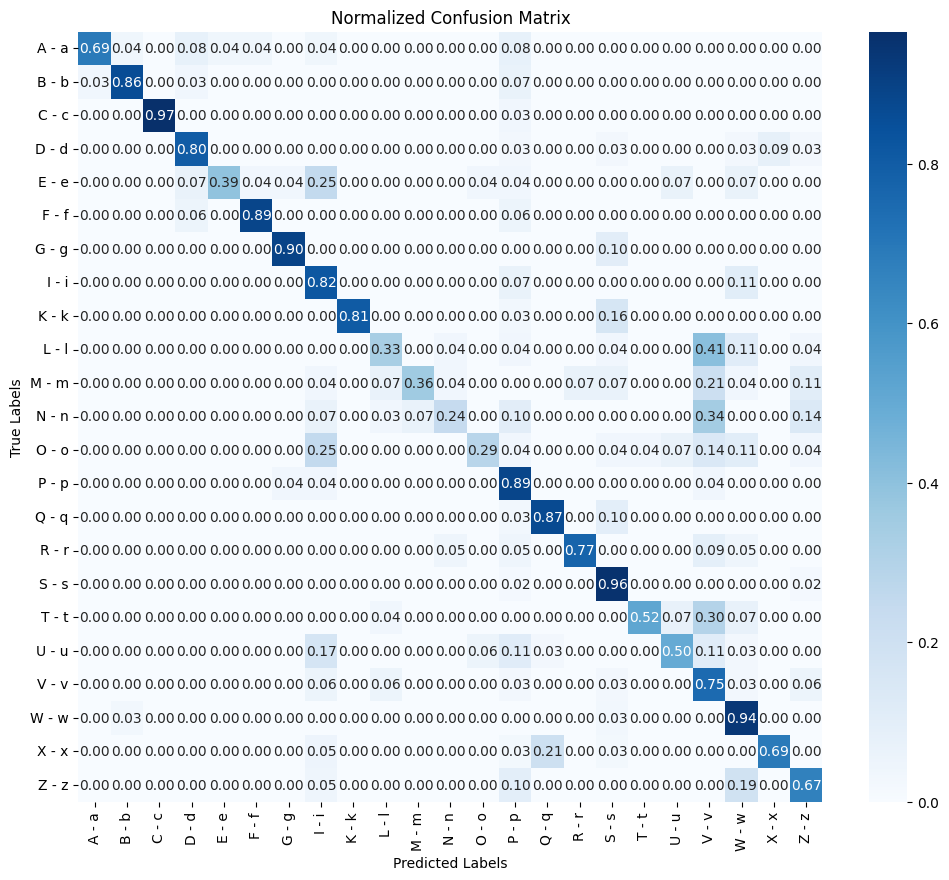 Normalized Confusion Matrix
A - a 0.69 0.04 0.00 0.08 0.04 0.04 0.00 0.04 0.00 0.00 0.00 0.00 0.00 0.08 0.00 0.00 0.00 0.00 0.00 0.00 0.00 0.00 0.00
B - b 0.03 0.86 0.00 0.03 0.00 0.00 0.00 0.00 0.00 0.00 0.00 0.00 0.00 0.07 0.00 0.00 0.00 0.00 0.00 0.00 0.00 0.00 0.00
C - c 0.00 0.00 0.97 0.00 0.00 0.00 0.00 0.00 0.00 0.00 0.00 0.00 0.00 0.03 0.00 0.00 0.00 0.00 0.00 0.00 0.00 0.00 0.00
D - d 0.00 0.00 0.00 0.80 0.00 0.00 0.00 0.00 0.00 0.00 0.00 0.00 0.00 0.03 0.00 0.00 0.03 0.00 0.00 0.00 0.03 0.09 0.03
E - e 0.00 0.00 0.00 0.07 0.39 0.04 0.04 0.25 0.00 0.00 0.00 0.00 0.04 0.04 0.00 0.00 0.00 0.00 0.07 0.00 0.07 0.00 0.00
F - f 0.00 0.00 0.00 0.06 0.00 0.89 0.00 0.00 0.00 0.00 0.00 0.00 0.00 0.06 0.00 0.00 0.00 0.00 0.00 0.00 0.00 0.00 0.00
G - g 0.00 0.00 0.00 0.00 0.00 0.00 0.90 0.00 0.00 0.00 0.00 0.00 0.00 0.00 0.00 0.00 0.10 0.00 0.00 0.00 0.00 0.00 0.00
I - i 0.00 0.00 0.00 0.00 0.00 0.00 0.00 0.82 0.00 0.00 0.00 0.00 0.00 0.07 0.00 0.00 0.00 0.00 0.00 0.00 0.11 0.00 0.00
K - k 0.00 0.00 0.00 0.00 0.00 0.00 0.00 0.00 0.81 0.00 0.00 0.00 0.00 0.03 0.00 0.00 0.16 0.00 0.00 0.00 0.00 0.00 0.00
L - l 0.00 0.00 0.00 0.00 0.00 0.00 0.00 0.00 0.00 0.33 0.00 0.04 0.00 0.04 0.00 0.00 0.04 0.00 0.00 0.41 0.11 0.00 0.04
M - m 0.00 0.00 0.00 0.00 0.00 0.00 0.00 0.04 0.00 0.07 0.36 0.04 0.00 0.00 0.00 0.07 0.07 0.00 0.00 0.21 0.04 0.00 0.11
N - n 0.00 0.00 0.00 0.00 0.00 0.00 0.00 0.07 0.00 0.03 0.07 0.24 0.00 0.10 0.00 0.00 0.00 0.00 0.00 0.34 0.00 0.00 0.14
O - o 0.00 0.00 0.00 0.00 0.00 0.00 0.00 0.25 0.00 0.00 0.00 0.00 0.29 0.04 0.00 0.00 0.04 0.04 0.07 0.14 0.11 0.00 0.04
P - p 0.00 0.00 0.00 0.00 0.00 0.00 0.04 0.04 0.00 0.00 0.00 0.00 0.00 0.89 0.00 0.00 0.00 0.00 0.00 0.04 0.00 0.00 0.00
Q - q 0.00 0.00 0.00 0.00 0.00 0.00 0.00 0.00 0.00 0.00 0.00 0.00 0.00 0.03 0.87 0.00 0.10 0.00 0.00 0.00 0.00 0.00 0.00
R - r 0.00 0.00 0.00 0.00 0.00 0.00 0.00 0.00 0.00 0.00 0.00 0.05 0.00 0.05 0.00 0.77 0.00 0.00 0.00 0.09 0.05 0.00 0.00
S - s 0.00 0.00 0.00 0.00 0.00 0.00 0.00 0.00 0.00 0.00 0.00 0.00 0.00 0.02 0.00 0.00 0.96 0.00 0.00 0.00 0.00 0.00 0.02
T - t 0.00 0.00 0.00 0.00 0.00 0.00 0.00 0.00 0.00 0.04 0.00 0.00 0.00 0.00 0.00 0.00 0.00 0.52 0.07 0.30 0.07 0.00 0.00
U - u 0.00 0.00 0.00 0.00 0.00 0.00 0.00 0.17 0.00 0.00 0.00 0.00 0.06 0.11 0.03 0.00 0.00 0.00 0.50 0.11 0.03 0.00 0.00
V - v 0.00 0.00 0.00 0.00 0.00 0.00 0.00 0.06 0.00 0.06 0.00 0.00 0.00 0.03 0.00 0.00 0.03 0.00 0.00 0.75 0.03 0.00 0.06
W - w 0.00 0.03 0.00 0.00 0.00 0.00 0.00 0.00 0.00 0.00 0.00 0.00 0.00 0.00 0.00 0.00 0.03 0.00 0.00 0.00 0.94 0.00 0.00
X - x 0.00 0.00 0.00 0.00 0.00 0.00 0.00 0.05 0.00 0.00 0.00 0.00 0.00 0.03 0.21 0.00 0.03 0.00 0.00 0.00 0.00 0.69 0.00
Z - z 0.00 0.00 0.00 0.00 0.00 0.00 0.00 0.05 0.00 0.00 0.00 0.00 0.00 0.10 0.00 0.00 0.00 0.00 0.00 0.00 0.19 0.00 0.67
A - a B - b C - c D - d E - e F - f G - g I - i K - k L - l M - m N - n O - o P - p Q - q R - r S - s T - t U - u V - v W - w X - x Z - z
Predicted Labels
True Labels
0.8
0.6
0.4
0.2
0.0